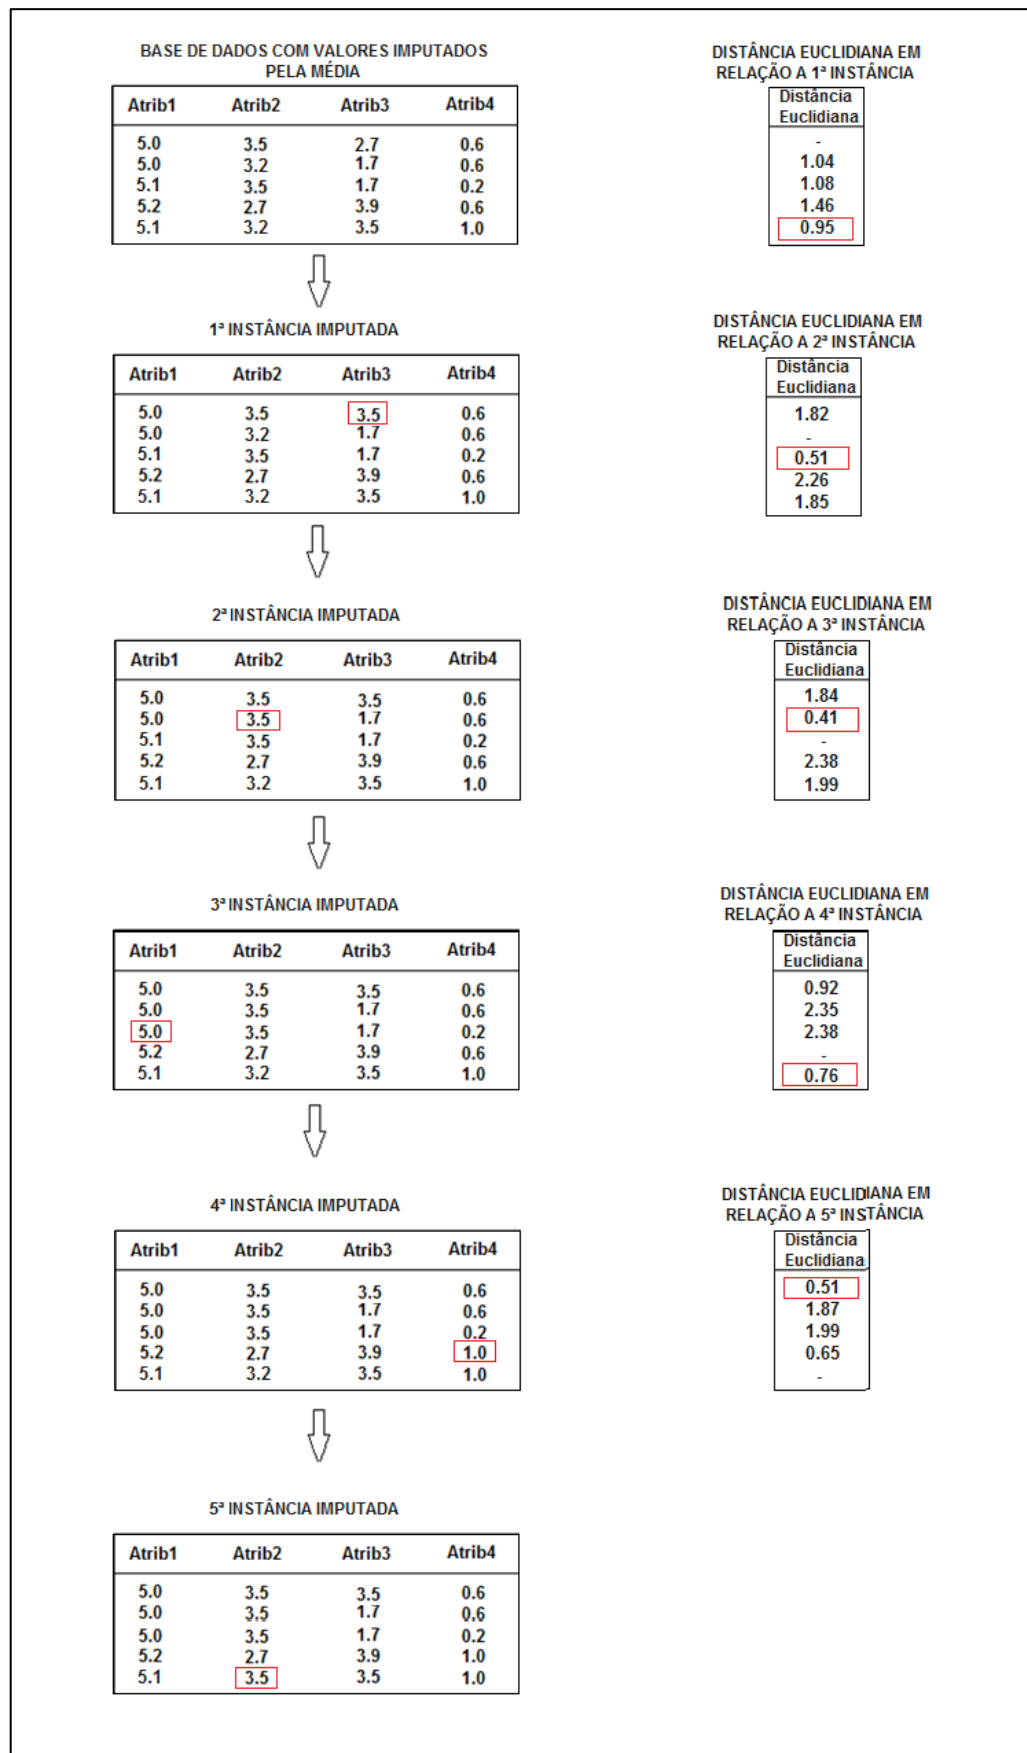 BASE DE DADOS COM VALORES IMPUTADOS
PELA MÉDIA
Atrib1 Atrib2 Atrib3 Atrib4
5.0 3.5 2.7 0.6
5.0 3.2 1.7 0.6
5.1 3.5 1.7 0.2
5.2 2.7 3.9 0.6
5.1 3.2 3.5 1.0
DISTÂNCIA EUCLIDIANA EM
RELAÇÃO A 1ª INSTÂNCIA
Distância
Euclidiana
-
1.04
1.08
1.46
0.95
1ª INSTÂNCIA IMPUTADA
Atrib1 Atrib2 Atrib3 Atrib4
5.0 3.5 3.5 0.6
5.0 3.2 1.7 0.6
5.1 3.5 1.7 0.2
5.2 2.7 3.9 0.6
5.1 3.2 3.5 1.0
DISTÂNCIA EUCLIDIANA EM
RELAÇÃO A 2ª INSTÂNCIA
Distância
Euclidiana
1.82
-
0.51
2.26
1.85
2ª INSTÂNCIA IMPUTADA
Atrib1 Atrib2 Atrib3 Atrib4
5.0 3.5 3.5 0.6
5.0 3.5 1.7 0.6
5.1 3.5 1.7 0.2
5.2 2.7 3.9 0.6
5.1 3.2 3.5 1.0
DISTÂNCIA EUCLIDIANA EM
RELAÇÃO A 3ª INSTÂNCIA
Distância
Euclidiana
1.84
0.41
-
2.38
1.99
3ª INSTÂNCIA IMPUTADA
Atrib1 Atrib2 Atrib3 Atrib4
5.0 3.5 3.5 0.6
5.0 3.5 1.7 0.6
5.0 3.5 1.7 0.2
5.2 2.7 3.9 0.6
5.1 3.2 3.5 1.0
DISTÂNCIA EUCLIDIANA EM
RELAÇÃO A 4ª INSTÂNCIA
Distância
Euclidiana
0.92
2.35
2.38
-
0.76
4ª INSTÂNCIA IMPUTADA
Atrib1 Atrib2 Atrib3 Atrib4
5.0 3.5 3.5 0.6
5.0 3.5 1.7 0.6
5.0 3.5 1.7 0.2
5.2 2.7 3.9 1.0
5.1 3.2 3.5 1.0
DISTÂNCIA EUCLIDIANA EM
RELAÇÃO A 5ª INSTÂNCIA
Distância
Euclidiana
0.51
1.87
1.99
0.65
-
5ª INSTÂNCIA IMPUTADA
Atrib1 Atrib2 Atrib3 Atrib4
5.0 3.5 3.5 0.6
5.0 3.5 1.7 0.6
5.0 3.5 1.7 0.2
5.2 2.7 3.9 1.0
5.1 3.5 3.5 1.0